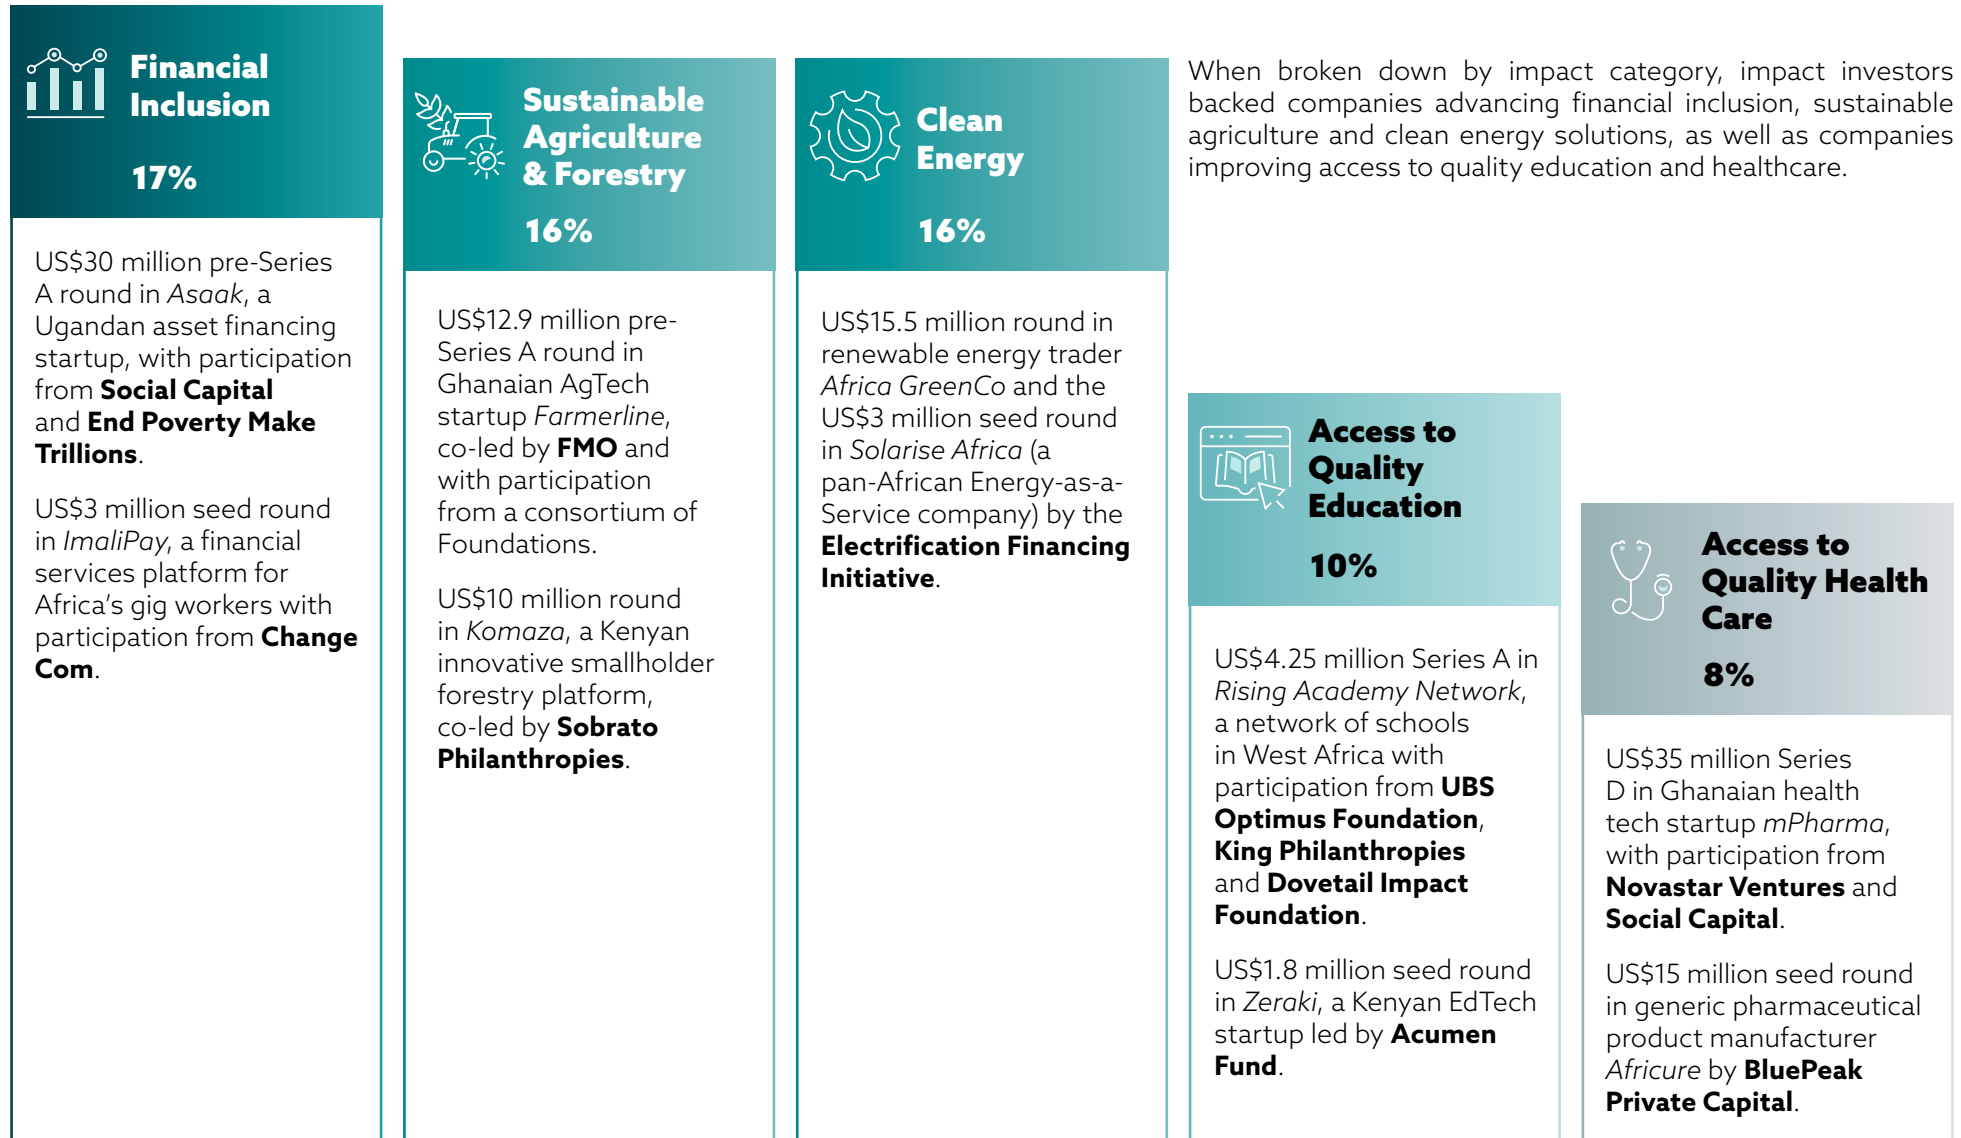 Financial
Inclusion
17%
US$30 million pre-Series
A round in Asaak, a
Ugandan asset financing
startup, with participation
from Social Capital
and End Poverty Make
Trillions.
US$3 million seed round
in ImaliPay, a financial
services platform for
Africa’s gig workers with
participation from Change
Com.
Sustainable
Agriculture
& Forestry
16%
US$12.9 million pre-
Series A round in
Ghanaian AgTech
startup Farmerline,
co-led by FMO and
with participation
from a consortium of
Foundations.
US$10 million round
in Komaza, a Kenyan
innovative smallholder
forestry platform,
co-led by Sobrato
Philanthropies.
Clean
Energy
16%
US$15.5 million round in
renewable energy trader
Africa GreenCo and the
US$3 million seed round
in Solarise Africa (a
pan-African Energy-as-a-
Service company) by the
Electrification Financing
Initiative.
When broken down by impact category, impact investors
backed companies advancing financial inclusion, sustainable
agriculture and clean energy solutions, as well as companies
improving access to quality education and healthcare.
Access to
Quality
Education
10%
US$4.25 million Series A in
Rising Academy Network,
a network of schools
in West Africa with
participation from UBS
Optimus Foundation,
King Philanthropies
and Dovetail Impact
Foundation.
US$1.8 million seed round
in Zeraki, a Kenyan EdTech
startup led by Acumen
Fund.
Access to
Quality Health
Care
8%
US$35 million Series
D in Ghanaian health
tech startup mPharma,
with participation from
Novastar Ventures and
Social Capital.
US$15 million seed round
in generic pharmaceutical
product manufacturer
Africure by BluePeak
Private Capital.